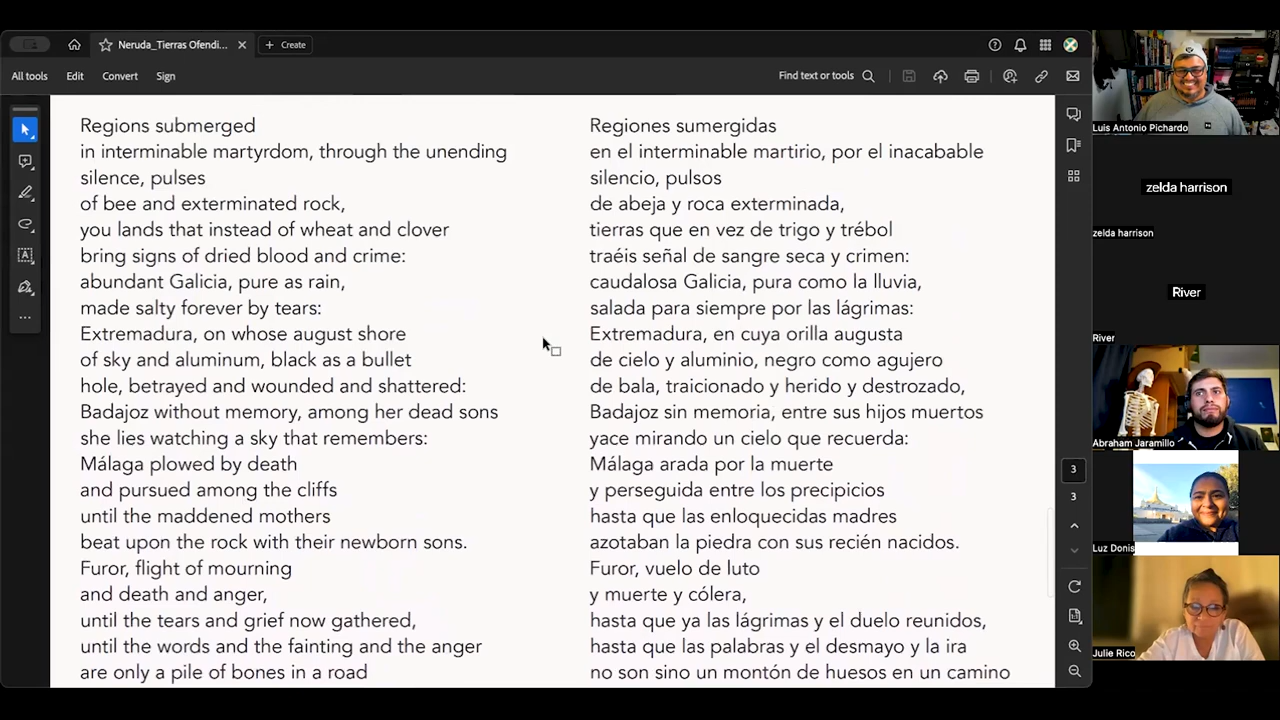 Neruda_Tierras Ofendi...
Create
All tools
Edit
Convert
Sign
Find text or tools
Regions submerged
in interminable martyrdom, through the unending
silence, pulses
of bee and exterminated rock,
you lands that instead of wheat and clover
bring signs of dried blood and crime:
abundant Galicia, pure as rain,
made salty forever by tears:
Extremadura, on whose august shore
of sky and aluminum, black as a bullet
hole, betrayed and wounded and shattered:
Badajoz without memory, among her dead sons
she lies watching a sky that remembers:
Málaga plowed by death
and pursued among the cliffs
until the maddened mothers
beat upon the rock with their newborn sons.
Furor, flight of mourning
and death and anger,
until the tears and grief now gathered,
until the words and the fainting and the anger
are only a pile of bones in a road
Regiones sumergidas
en el interminable martirio, por el inacabable
silencio, pulsos
de abeja y roca exterminada,
tierras que en vez de trigo y trébol
traéis señal de sangre seca y crimen:
caudalosa Galicia, pura como la lluvia,
salada para siempre por las lágrimas:
Extremadura, en cuya orilla augusta
de cielo y aluminio, negro como agujero
de bala, traicionado y herido y destrozado,
Badajoz sin memoria, entre sus hijos muertos
yace mirando un cielo que recuerda:
Málaga arada por la muerte
y perseguida entre los precipicios
hasta que las enloquecidas madres
azotaban la piedra con sus recién nacidos.
Furor, vuelo de luto
y muerte y cólera,
hasta que ya las lágrimas y el duelo reunidos,
hasta que las palabras y el desmayo y la ira
no son sino un montón de huesos en un camino
3
3
Luis Antonio Pichardo
zelda harrison
zelda harrison
River
River
Abraham Jaramillo
Luz Donis
Julie Rico